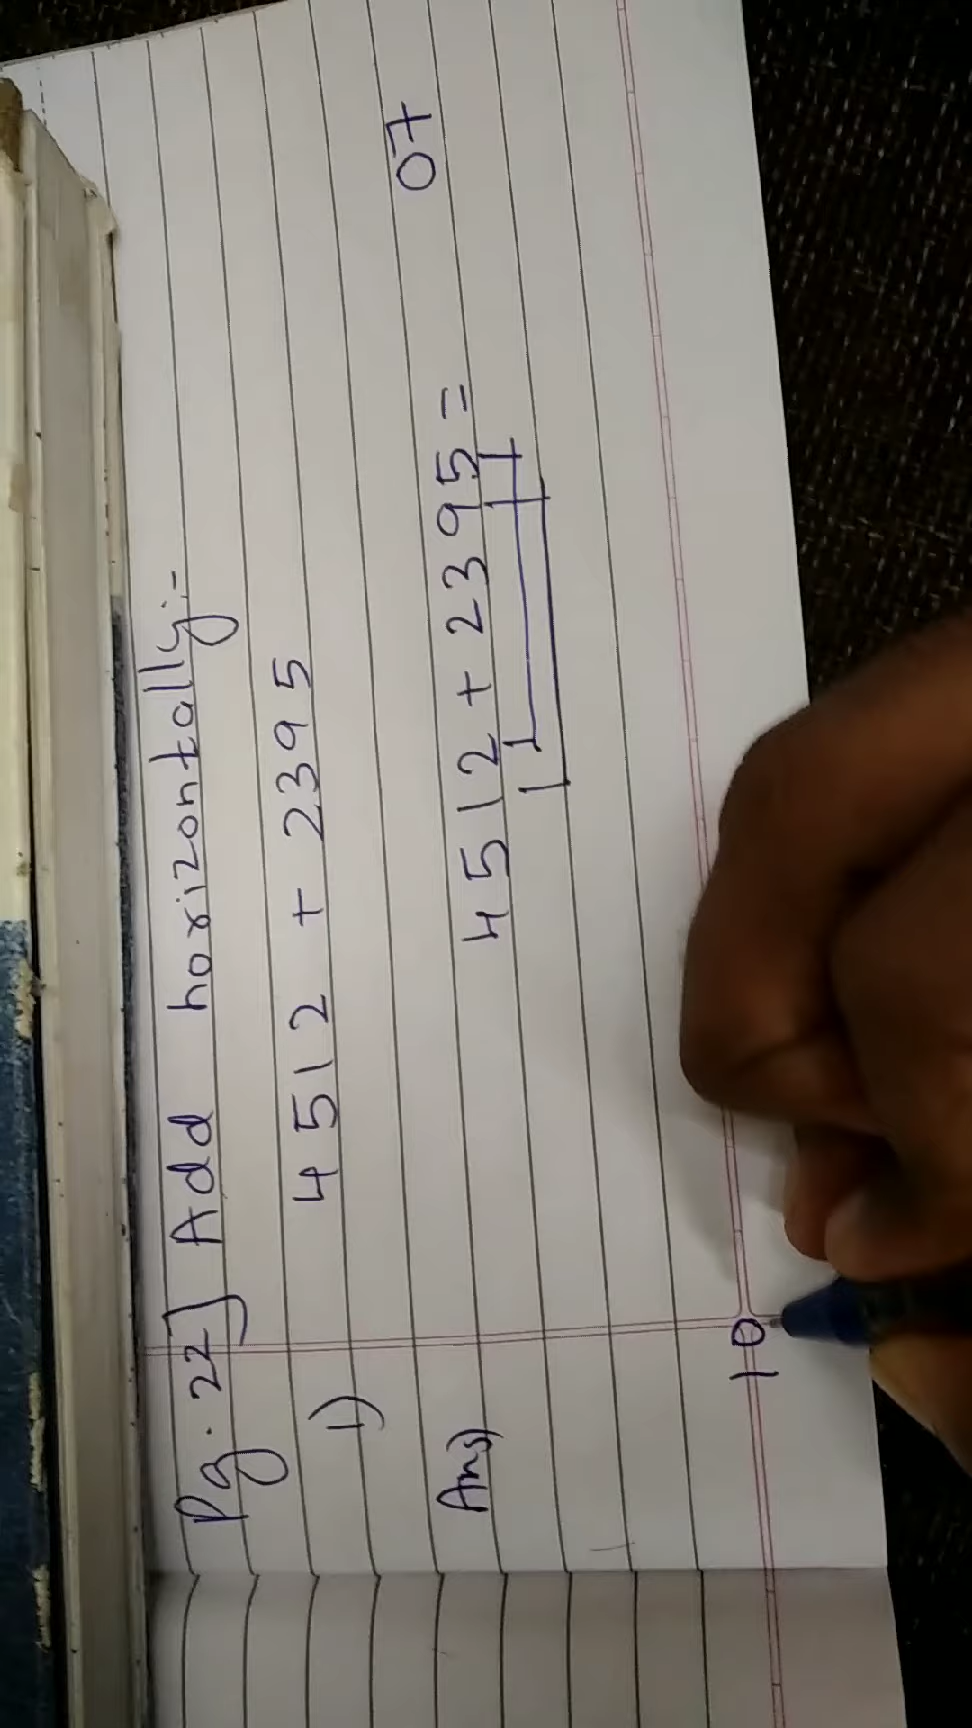 Pg. 22] Add horizontally:-
1) 4512 + 2395
Ans) 4512 + 2395 = 07
10